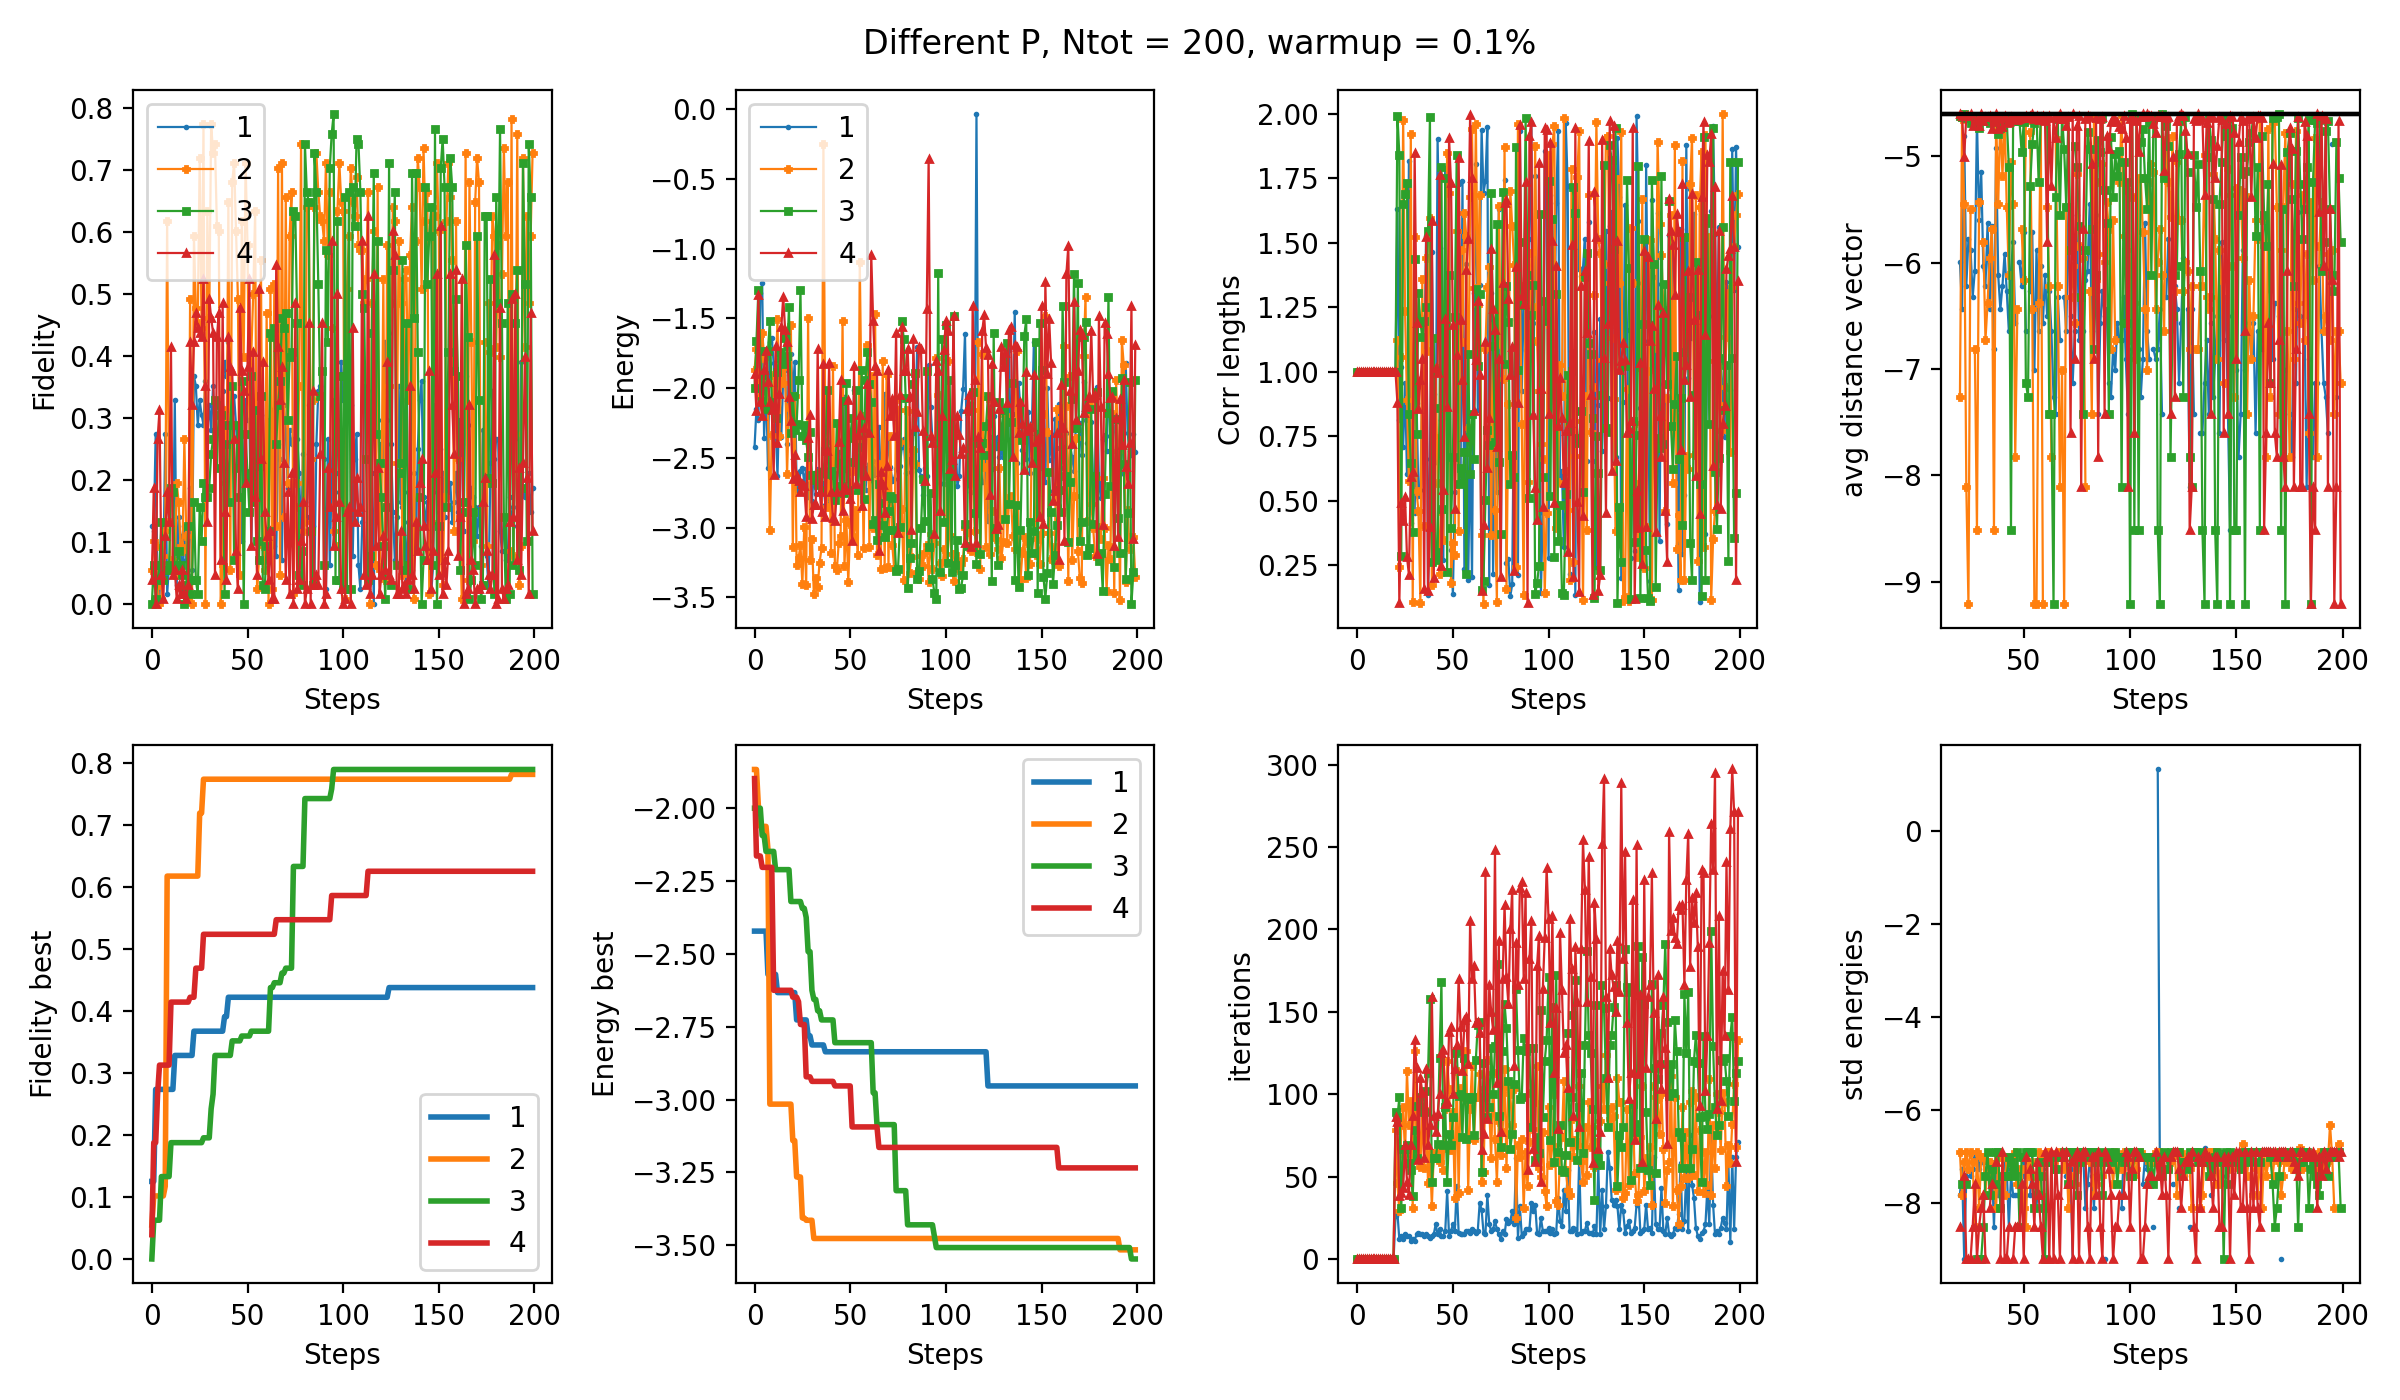 Different P, Ntot = 200, warmup = 0.1%
Fidelity
0.8
0.7
0.6
0.5
0.4
0.3
0.2
0.1
0.0
1
2
3
4
0 50 100 150 200
Steps
Energy
0.0
−0.5
−1.0
−1.5
−2.0
−2.5
−3.0
−3.5
1
2
3
4
0 50 100 150 200
Steps
Corr lengths
2.00
1.75
1.50
1.25
1.00
0.75
0.50
0.25
0 50 100 150 200
Steps
avg distance vector
−5
−6
−7
−8
−9
50 100 150 200
Steps
Fidelity best
0.8
0.7
0.6
0.5
0.4
0.3
0.2
0.1
0.0
1
2
3
4
0 50 100 150 200
Steps
Energy best
−2.00
−2.25
−2.50
−2.75
−3.00
−3.25
−3.50
1
2
3
4
0 50 100 150 200
Steps
iterations
300
250
200
150
100
50
0
0 50 100 150 200
Steps
std energies
0
−2
−4
−6
−8
50 100 150 200
Steps